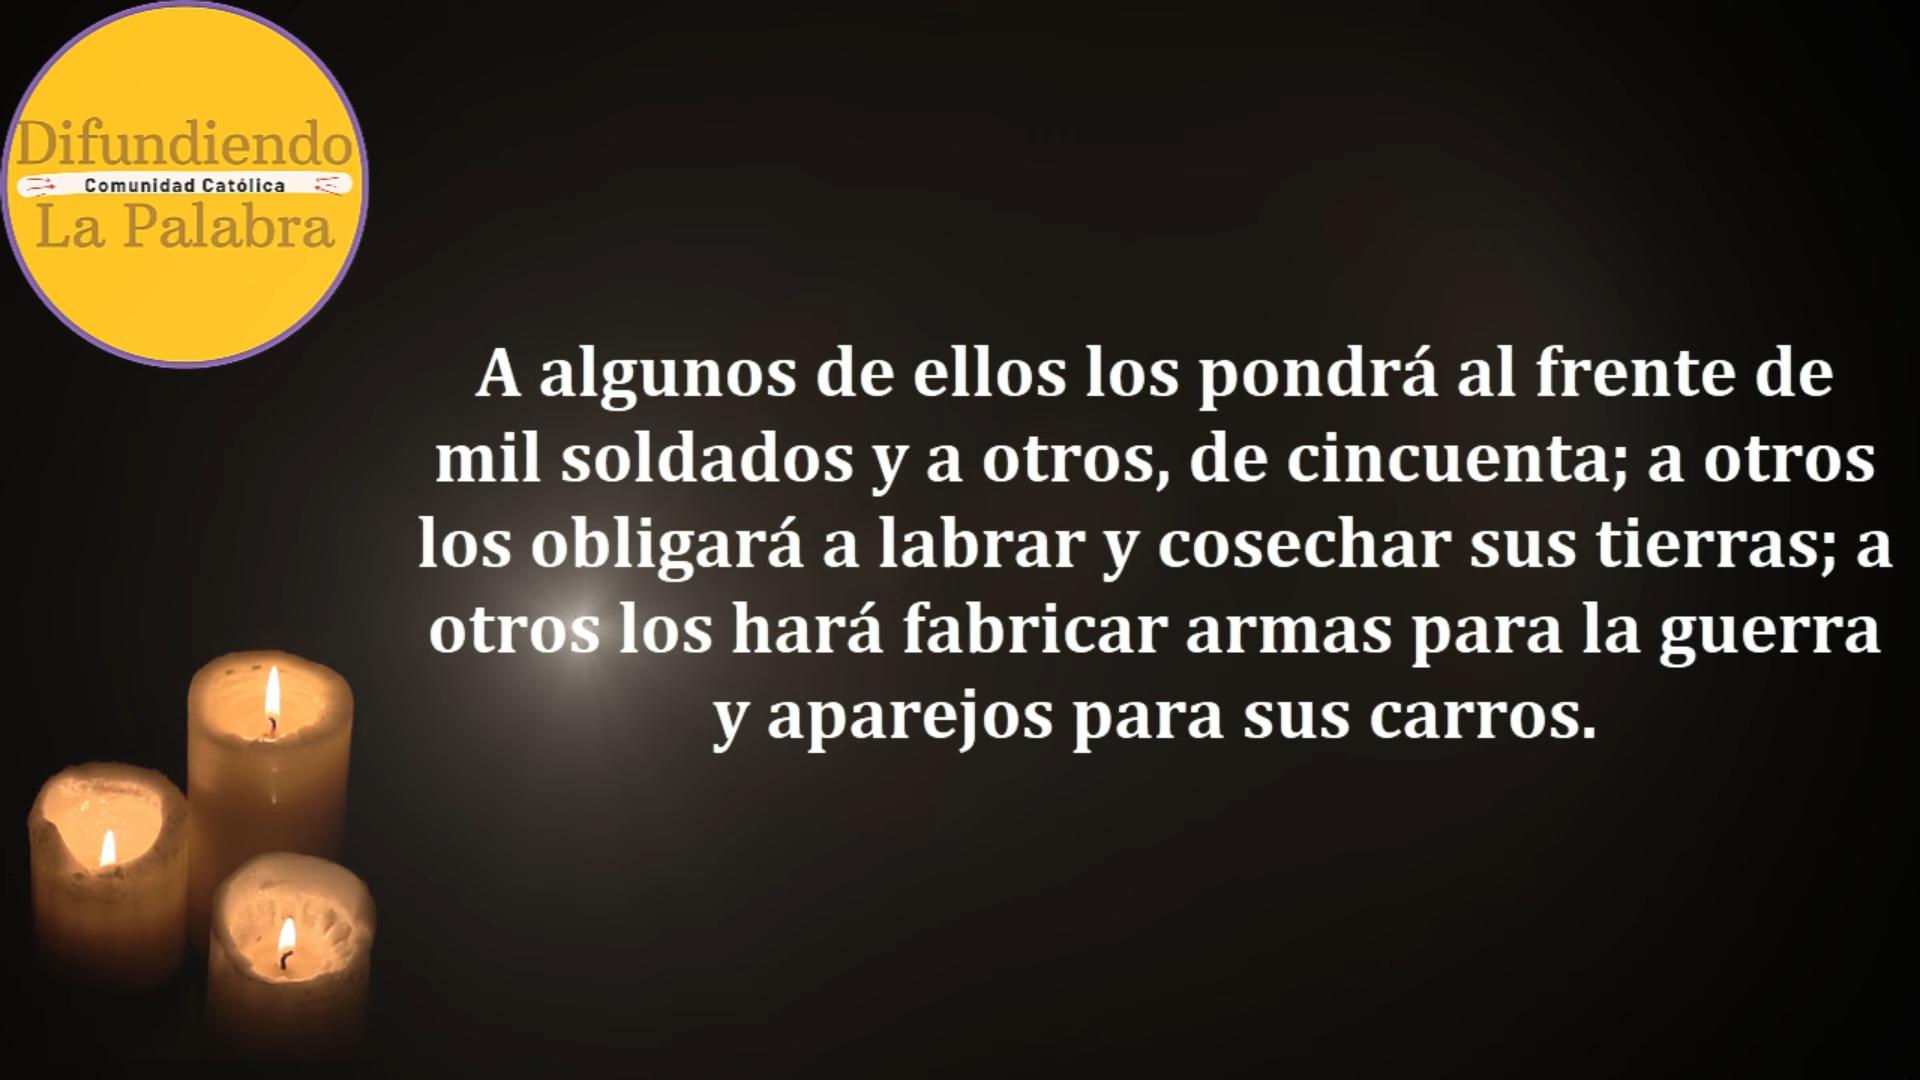 Difundiendo
Comunidad Católica
La Palabra
A algunos de ellos los pondrá al frente de
mil soldados y a otros, de cincuenta; a otros
los obligará a labrar y cosechar sus tierras; a
otros los hará fabricar armas para la guerra
y aparejos para sus carros.